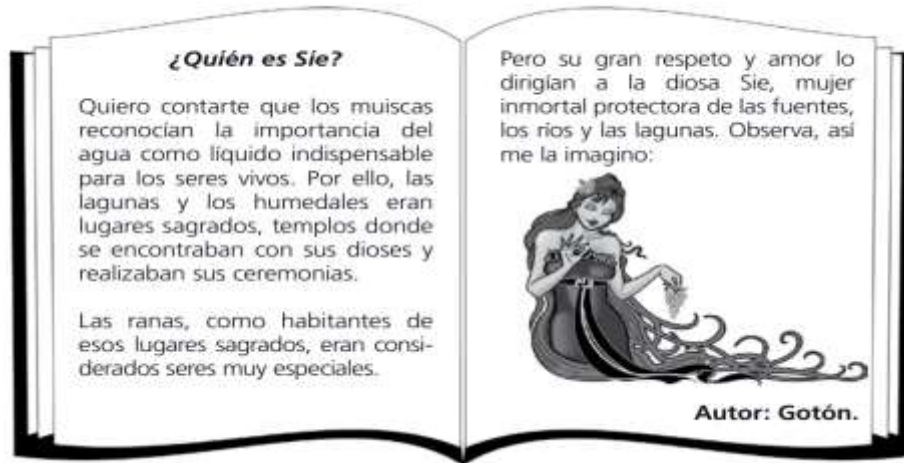 ¿Quién es Síe?
Quiero contarte que los muiscas
reconocían la importancia del
agua como líquido indispensable
para los seres vivos. Por ello, las
lagunas y los humedales eran
lugares sagrados, templos donde
se encontraban con sus dioses y
realizaban sus ceremonias.
Las ranas, como habitantes de
esos lugares sagrados, eran consi-
derados seres muy especiales.
Pero su gran respeto y amor lo
dirigían a la diosa Sie, mujer
inmortal protectora de las fuentes,
los ríos y las lagunas. Observa, así
me la imagino:
Autor: Gotón.